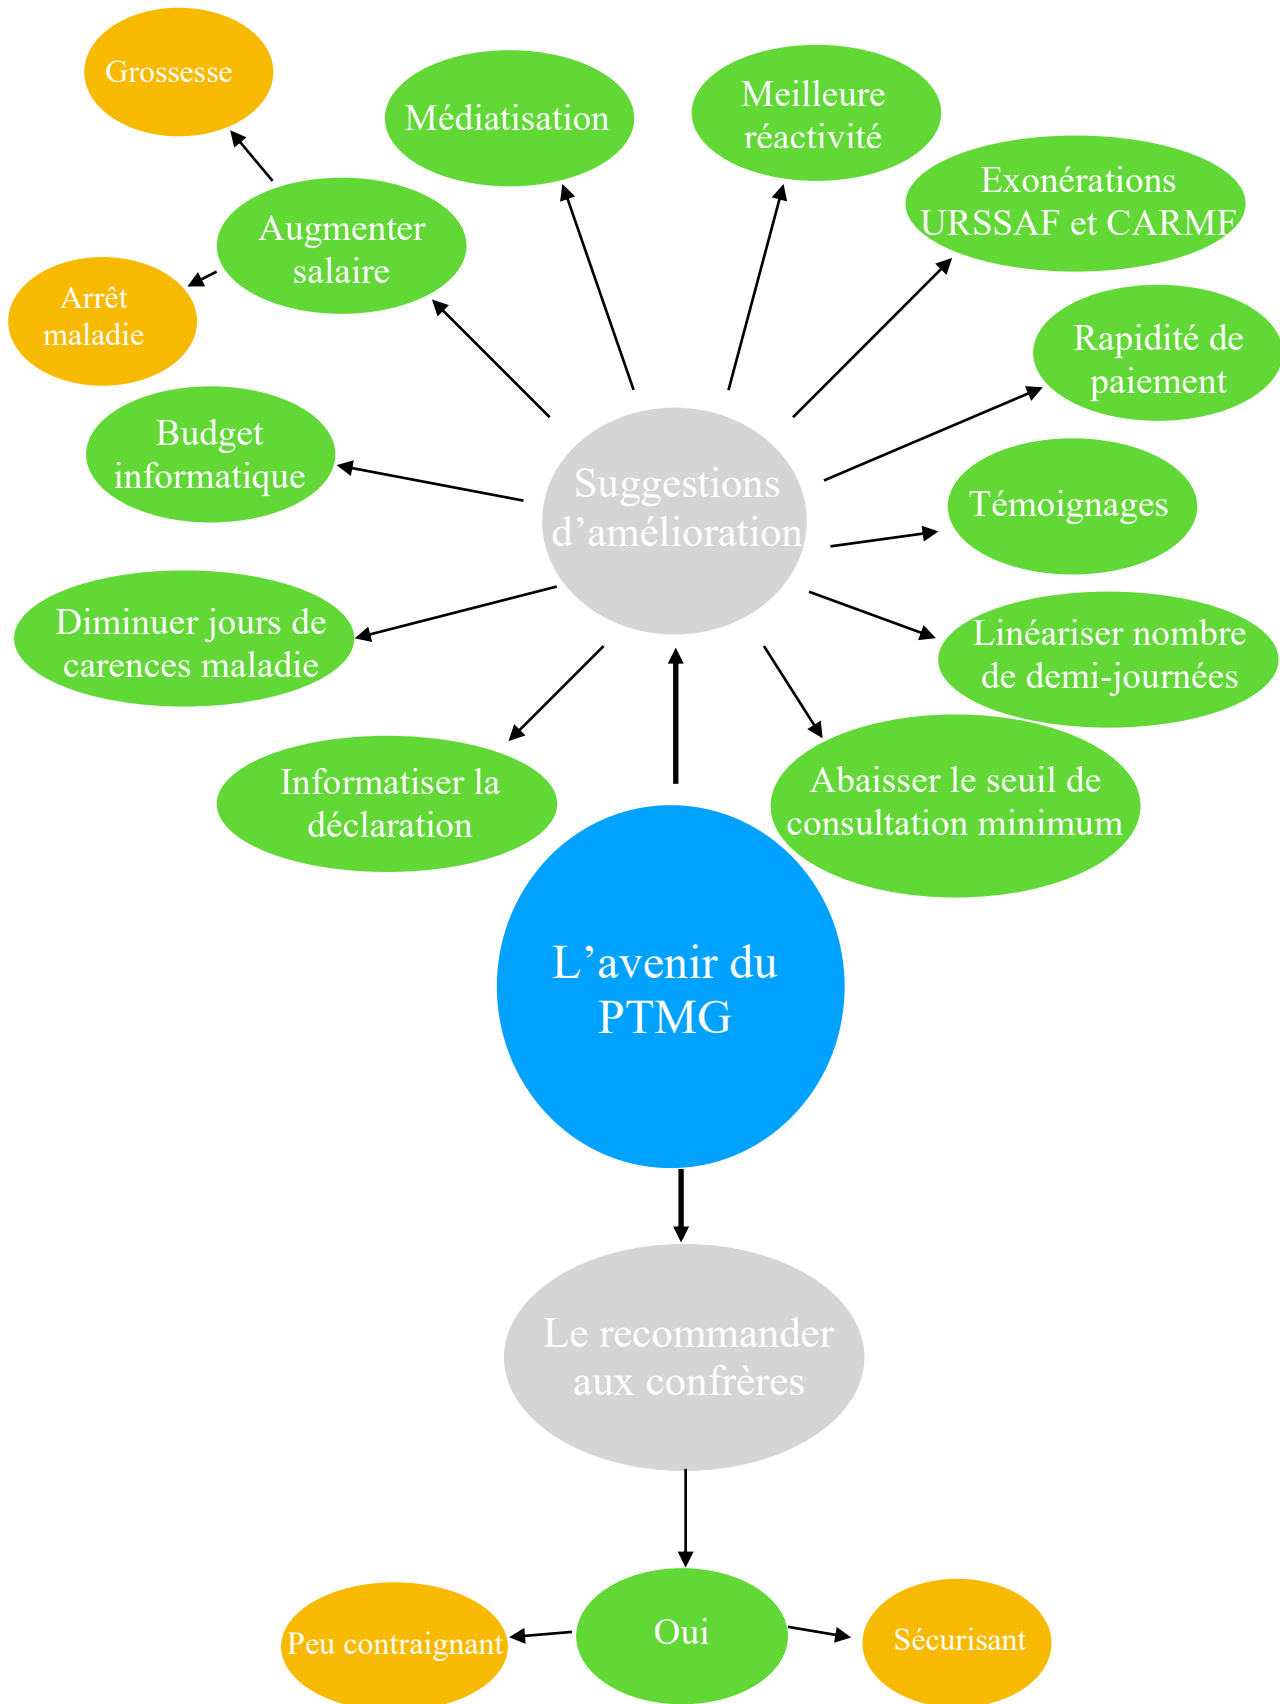 Grossesse
Médiatisation
Meilleure
réactivité
Exonérations
URSSAF et CARMF
Augmenter
salaire
Arrêt
maladie
Rapidité de
paiement
Budget
informatique
Suggestions
d’amélioration
Témoignages
Diminuer jours de
carences maladie
Linéariser nombre
de demi-journées
Informatiser la
déclaration
Abaisser le seuil de
consultation minimum
L’avenir du
PTMG
Le recommander
aux confrères
Peu contraignant
Oui
Sécurisant